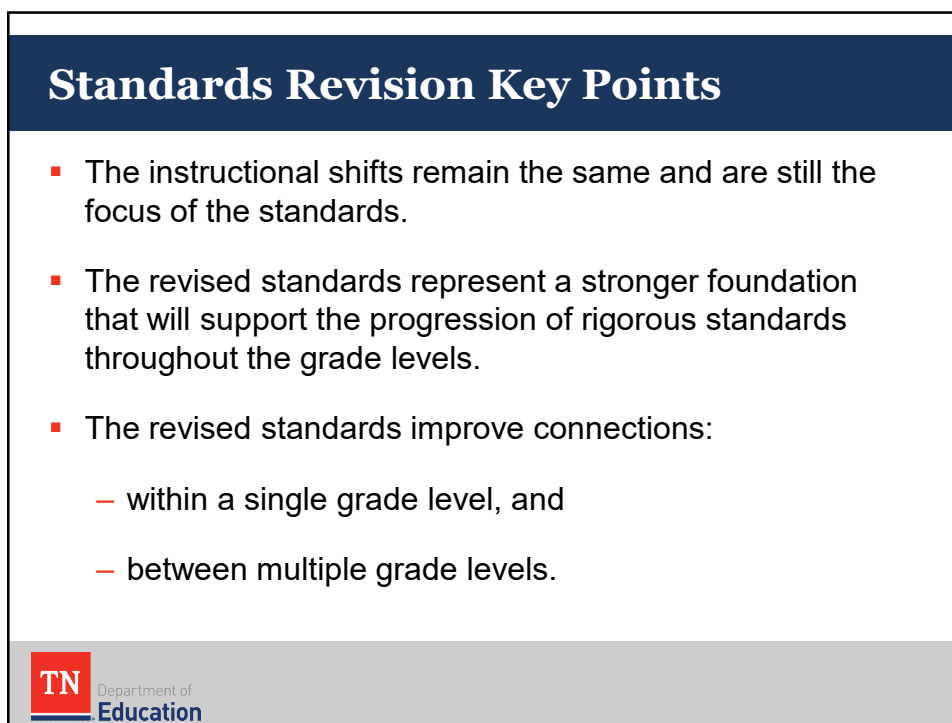 Standards Revision Key Points
▪ The instructional shifts remain the same and are still the
focus of the standards.
▪ The revised standards represent a stronger foundation
that will support the progression of rigorous standards
throughout the grade levels.
▪ The revised standards improve connections:
– within a single grade level, and
– between multiple grade levels.
TN
Department of
Education